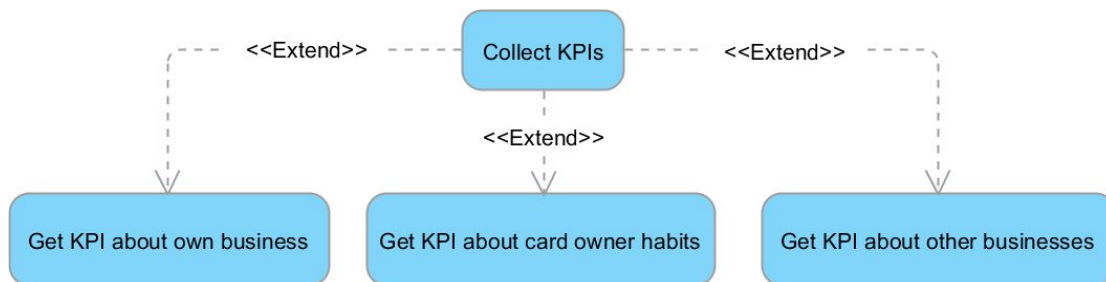 <<Extend>>
Collect KPIs
<<Extend>>
<<Extend>>
Get KPI about own business
Get KPI about card owner habits
Get KPI about other businesses